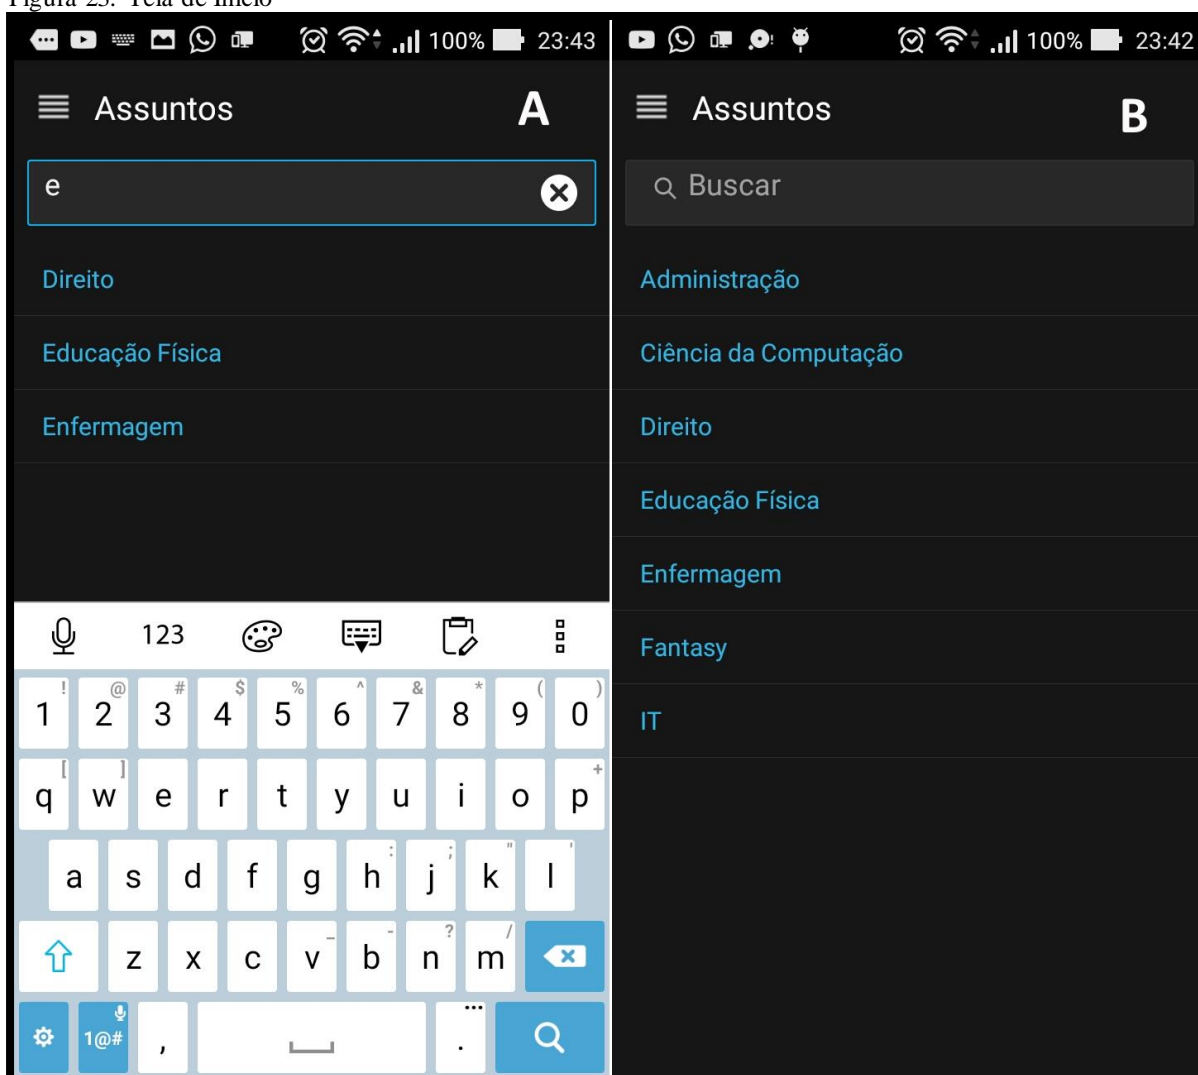 Figura 23: Tela de Início
100% 23:43
Assuntos A
e
Direito
Educação Física
Enfermagem
123
! @ # $ % ^ & * ( )
1 2 3 4 5 6 7 8 9 0
[ ] +
q w e r t y u i o p
: ; " '
a s d f g h j k l
_ - ? /
z x c v b n m
1@# , .
100% 23:42
Assuntos B
Buscar
Administração
Ciência da Computação
Direito
Educação Física
Enfermagem
Fantasy
IT